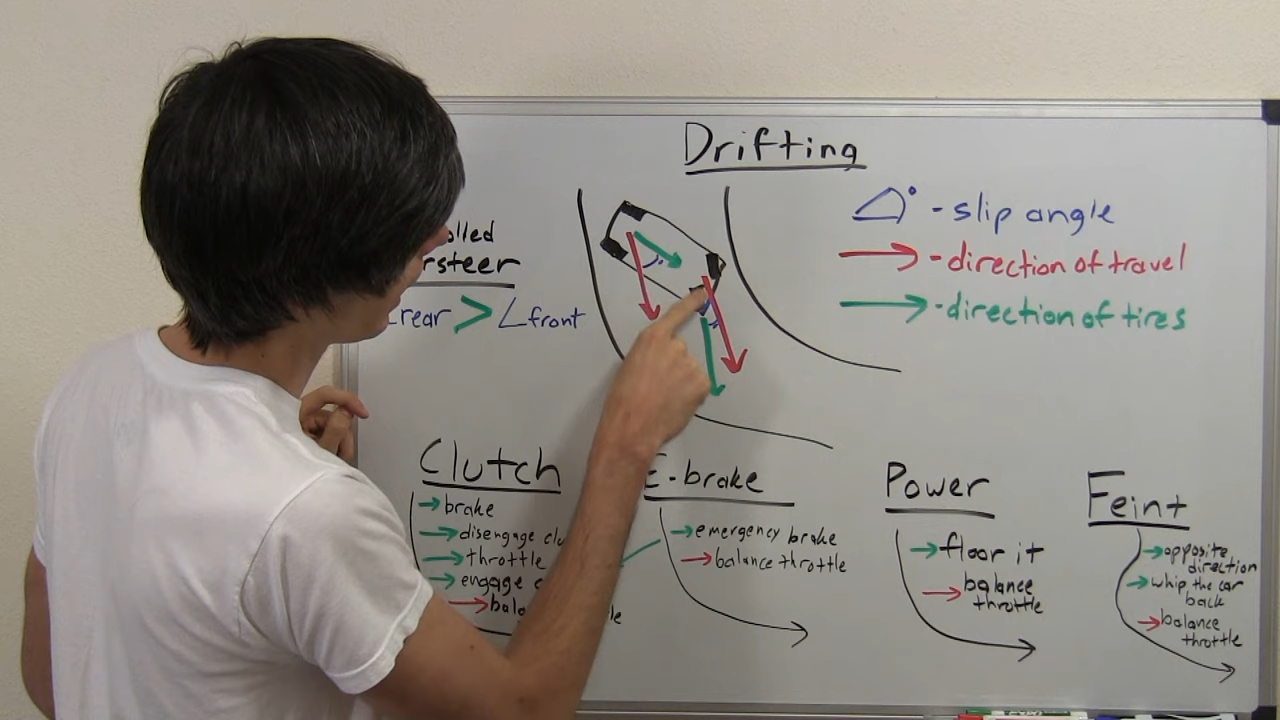 Drifting
rolled
rsteer
rear > ∠front
- slip angle
- direction of travel
- direction of tires
Clutch
→ brake
→ disengage clu
→ throttle
→ engage c
→ bala
E-brake
→ emergency brake
→ balance throttle
Power
→ floor it
→ balance
throttle
Feint
→ opposite
direction
→ whip the car
back
→ balance
throttle